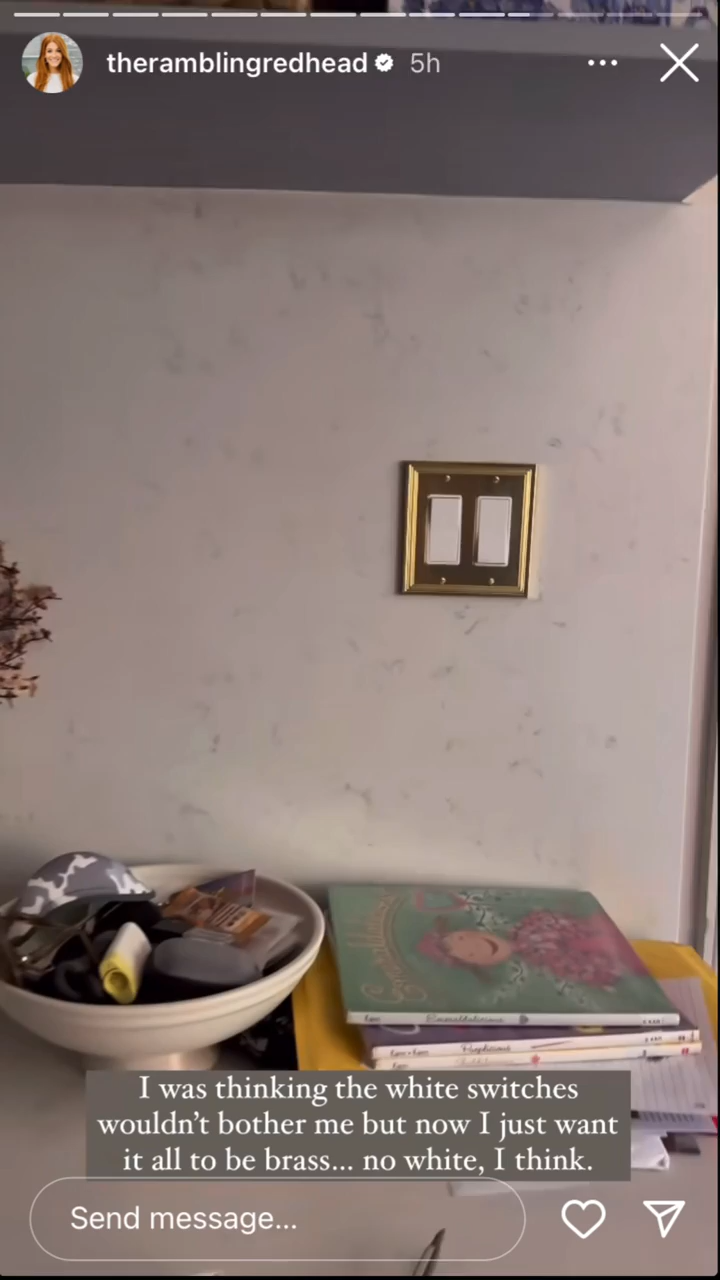 theramblingredhead 5h
I was thinking the white switches
wouldn't bother me but now I just want
it all to be brass... no white, I think.
Send message...